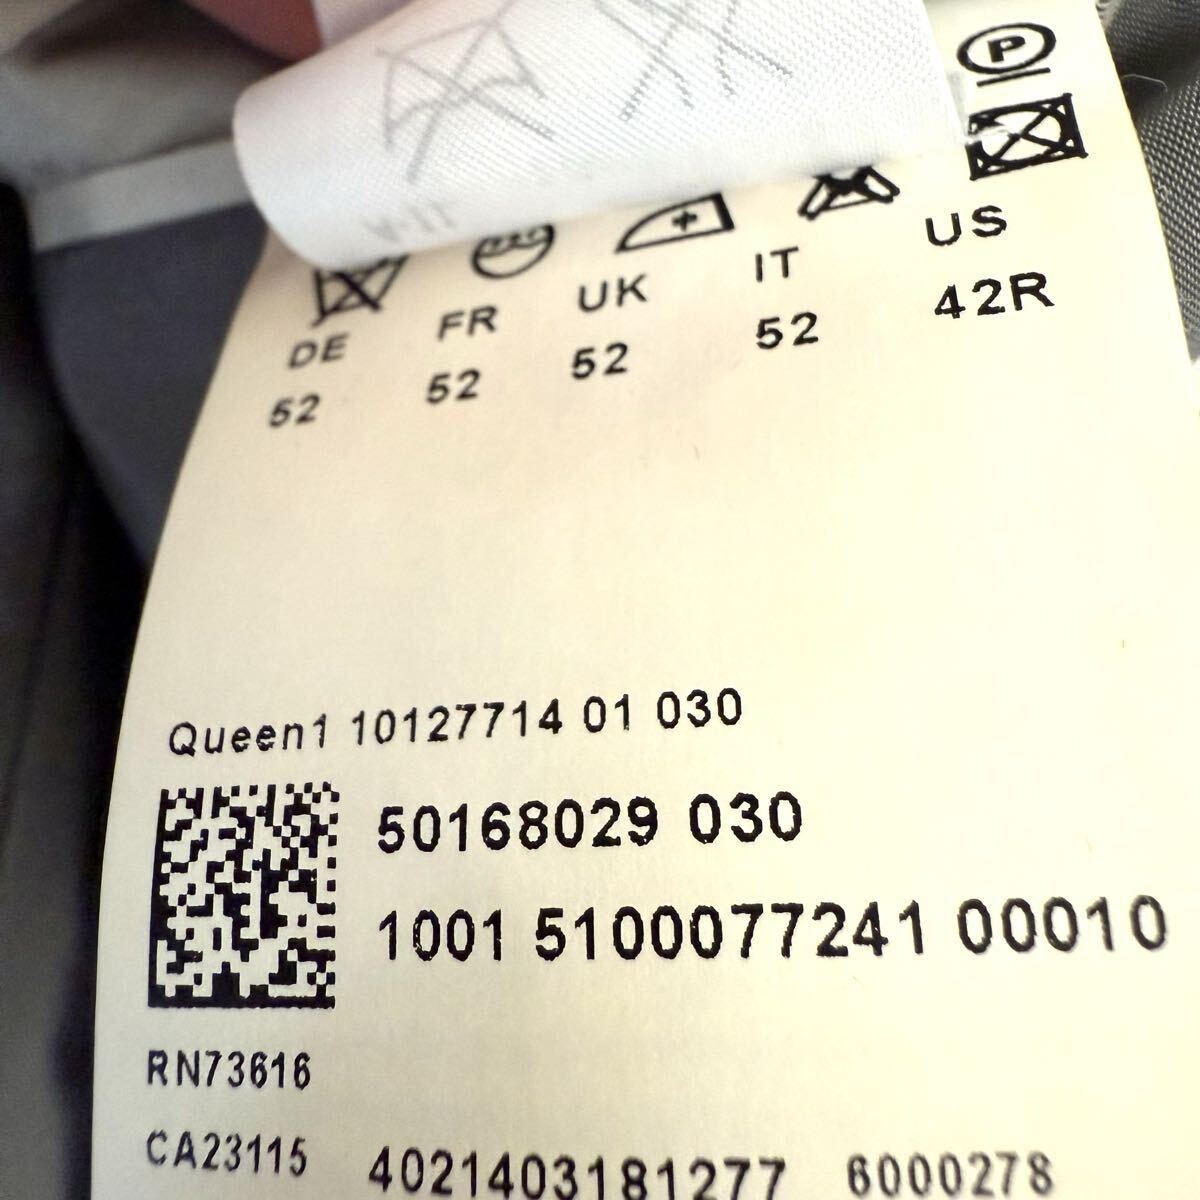 P
DE FR UK IT US
52 52 52 52 42R
Queen1 10127714 01 030
50168029 030
1001 5100077241 00010
RN73616
CA23115 4021403181277 6000278